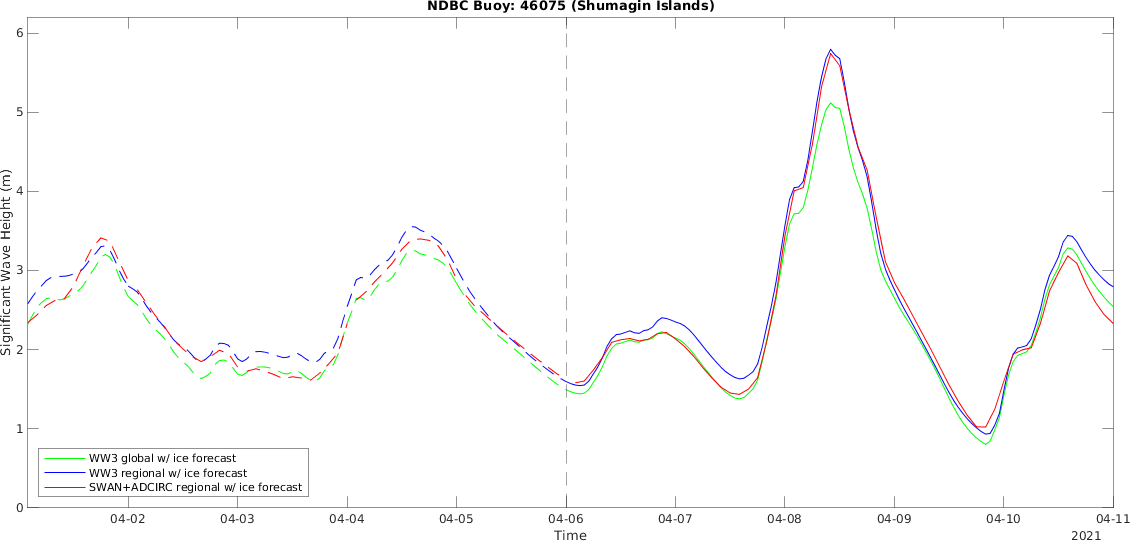 NDBC Buoy: 46075 (Shumagin Islands)
Significant Wave Height (m)
6
5
4
3
2
1
0
WW3 global w/ ice forecast
WW3 regional w/ ice forecast
SWAN+ADCIRC regional w/ ice forecast
04-02 04-03 04-04 04-05 04-06 04-07 04-08 04-09 04-10 04-11
Time 2021